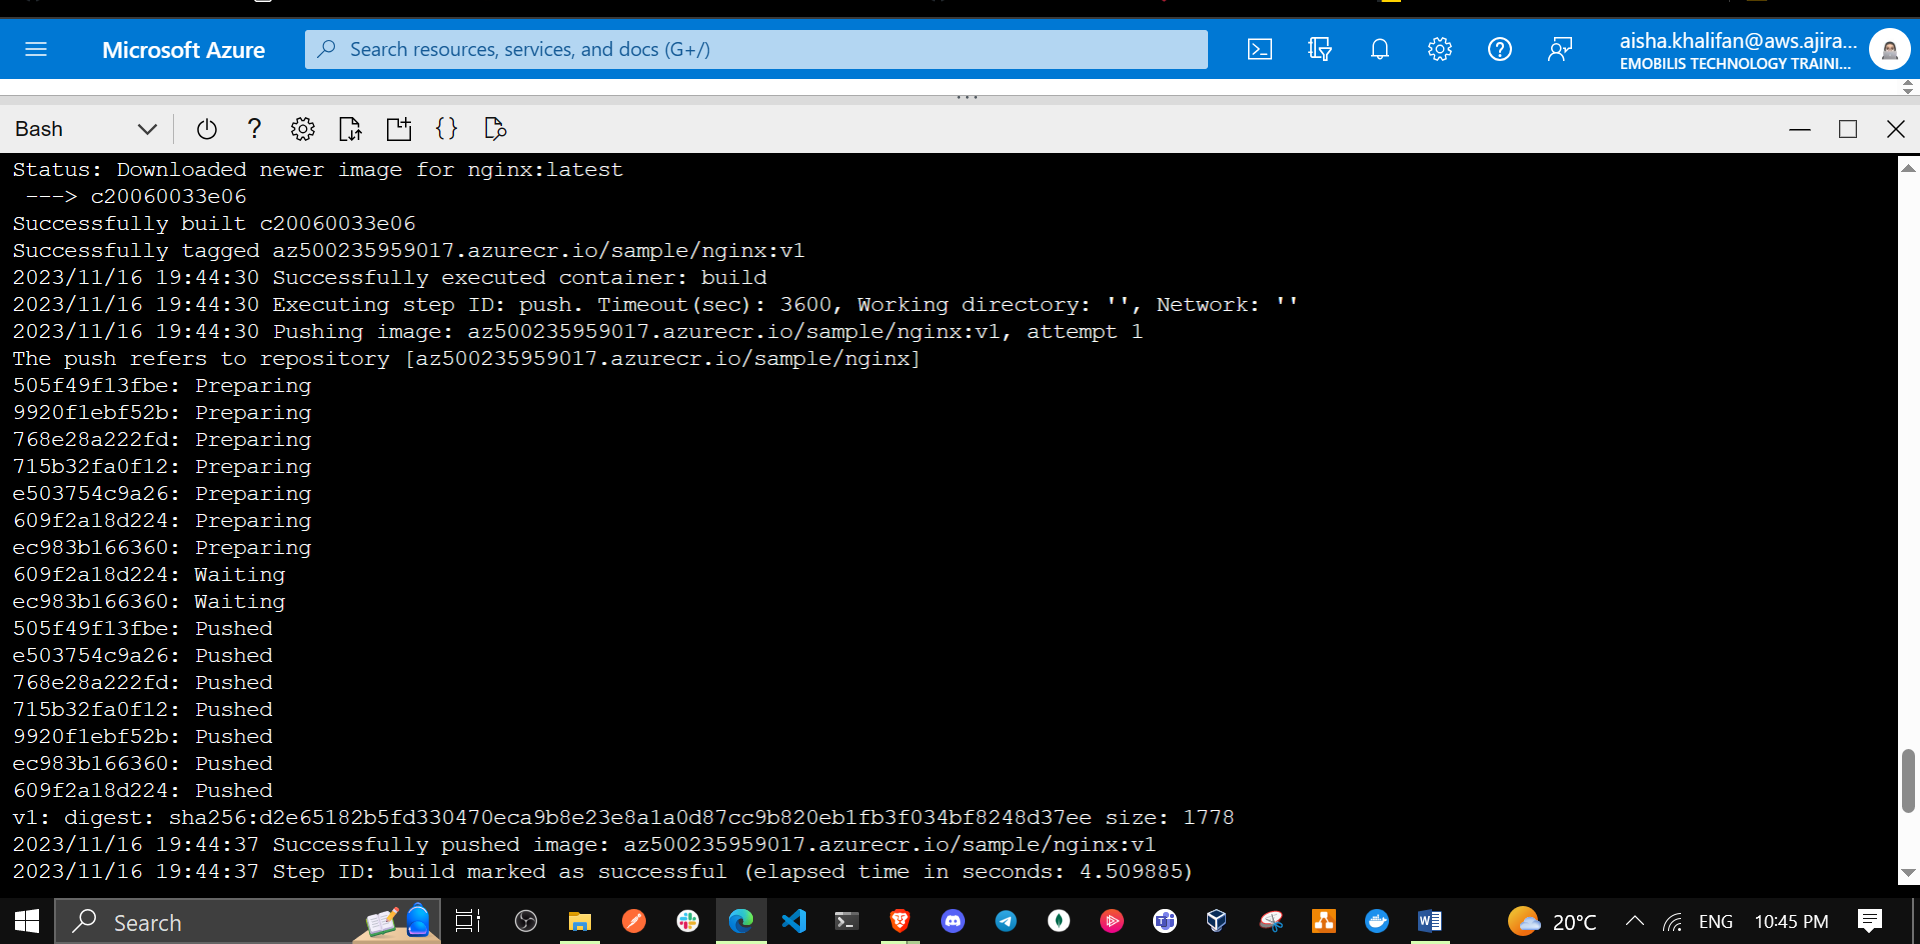 Microsoft Azure
Search resources, services, and docs (G+/)
aisha.khalifan@aws.ajira...
EMOBILIS TECHNOLOGY TRAINI...
Bash
Status: Downloaded newer image for nginx:latest
 ---> c20060033e06
Successfully built c20060033e06
Successfully tagged az500235959017.azurecr.io/sample/nginx:v1
2023/11/16 19:44:30 Successfully executed container: build
2023/11/16 19:44:30 Executing step ID: push. Timeout(sec): 3600, Working directory: '', Network: ''
2023/11/16 19:44:30 Pushing image: az500235959017.azurecr.io/sample/nginx:v1, attempt 1
The push refers to repository [az500235959017.azurecr.io/sample/nginx]
505f49f13fbe: Preparing
9920f1ebf52b: Preparing
768e28a222fd: Preparing
715b32fa0f12: Preparing
e503754c9a26: Preparing
609f2a18d224: Preparing
ec983b166360: Preparing
609f2a18d224: Waiting
ec983b166360: Waiting
505f49f13fbe: Pushed
e503754c9a26: Pushed
768e28a222fd: Pushed
715b32fa0f12: Pushed
9920f1ebf52b: Pushed
ec983b166360: Pushed
609f2a18d224: Pushed
v1: digest: sha256:d2e65182b5fd330470eca9b8e23e8a1a0d87cc9b820eb1fb3f034bf8248d37ee size: 1778
2023/11/16 19:44:37 Successfully pushed image: az500235959017.azurecr.io/sample/nginx:v1
2023/11/16 19:44:37 Step ID: build marked as successful (elapsed time in seconds: 4.509885)
Search
20°C
ENG
10:45 PM